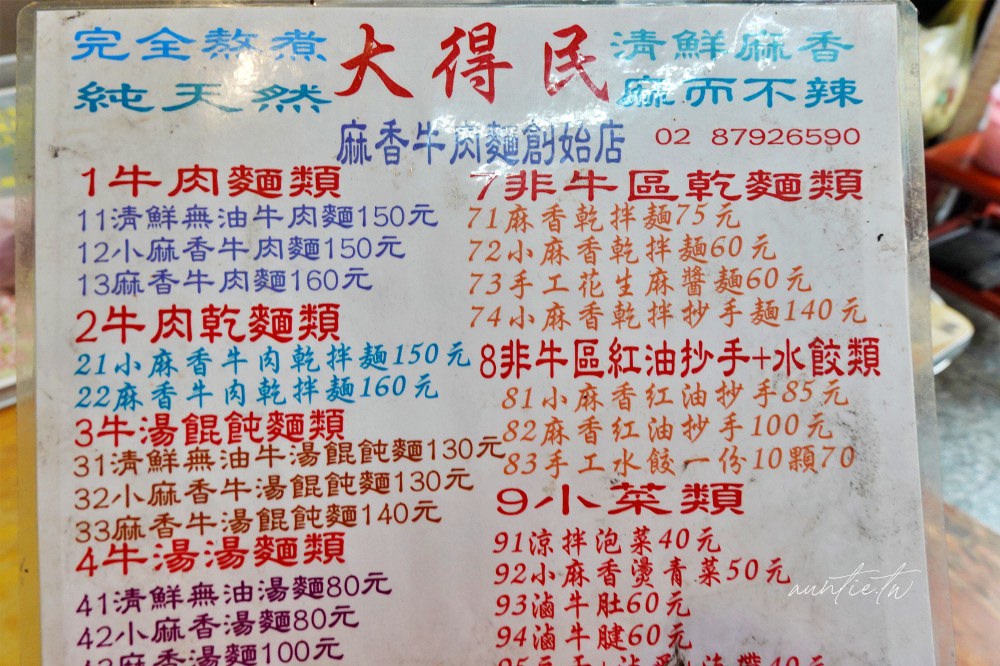 完全熬煮
純天然
大得民
清鮮麻香
麻而不辣
麻香牛肉麵創始店
02 87926590
1牛肉麵類
11清鮮無油牛肉麵150元
12小麻香牛肉麵150元
13麻香牛肉麵160元
2牛肉乾麵類
21小麻香牛肉乾拌麵150元
22麻香牛肉乾拌麵160元
3牛湯餛飩麵類
31清鮮無油牛湯餛飩麵130元
32小麻香牛湯餛飩麵130元
33麻香牛湯餛飩麵140元
4牛湯湯麵類
41清鮮無油湯麵80元
42小麻香湯麵80元
43麻香湯麵100元
7非牛區乾麵類
71麻香乾拌麵75元
72小麻香乾拌麵60元
73手工花生麻醬麵60元
74小麻香乾拌抄手麵140元
8非牛區紅油抄手+水餃類
81小麻香紅油抄手85元
82麻香紅油抄手100元
83手工水餃一份10顆70
9小菜類
91涼拌泡菜40元
92小麻香燙青菜50元
93滷牛肚60元
94滷牛腱60元
auntie.tw